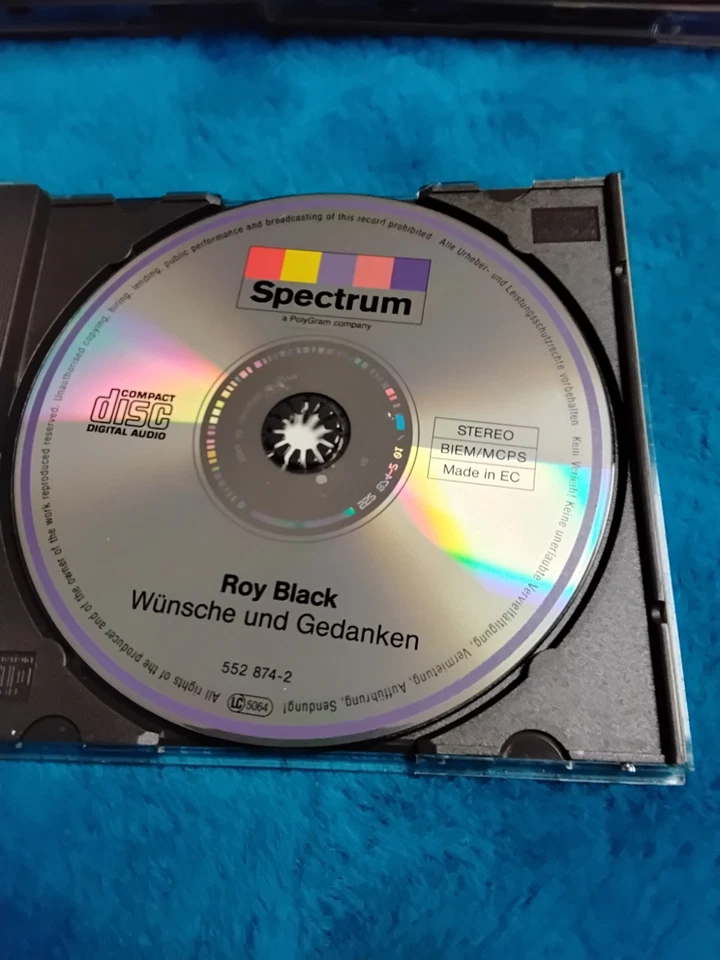 Spectrum
a PolyGram company
COMPACT
disc
DIGITAL AUDIO
STEREO
BIEM/MCPS
Made in EC
Roy Black
Wünsche und Gedanken
552 874-2
LC 5064
All rights of the producer and of the owner of the work reproduced reserved. Unauthorised copying, hiring, lending, public performance and broadcasting of this record prohibited Alle Urheber- und Leistungsschutzrechte vorbehalten Kein Verleih! Keine unerlaubte Vervielfältigung, Vermietung, Aufführung, Sendung!